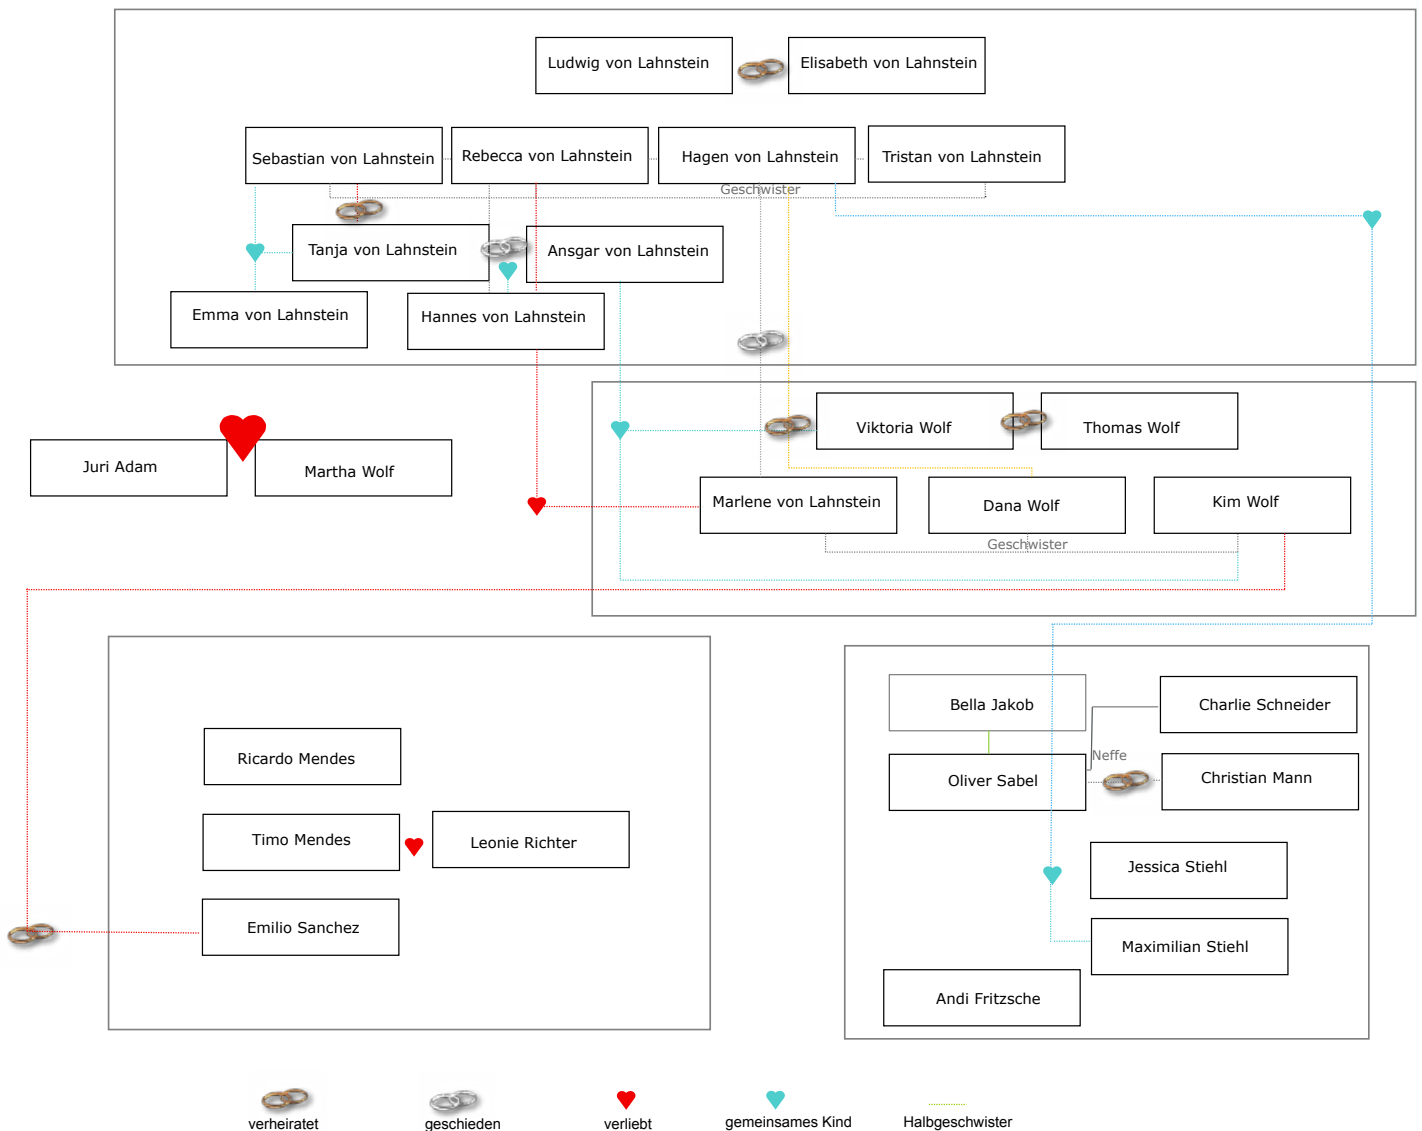 Ludwig von Lahnstein
Elisabeth von Lahnstein
Sebastian von Lahnstein
Rebecca von Lahnstein
Hagen von Lahnstein
Tristan von Lahnstein
Geschwister
Tanja von Lahnstein
Ansgar von Lahnstein
Emma von Lahnstein
Hannes von Lahnstein
Viktoria Wolf
Thomas Wolf
Juri Adam
Martha Wolf
Marlene von Lahnstein
Dana Wolf
Kim Wolf
Geschwister
Bella Jakob
Charlie Schneider
Neffe
Oliver Sabel
Christian Mann
Ricardo Mendes
Timo Mendes
Leonie Richter
Emilio Sanchez
Jessica Stiehl
Maximilian Stiehl
Andi Fritzsche
verheiratet
geschieden
verliebt
gemeinsames Kind
Halbgeschwister